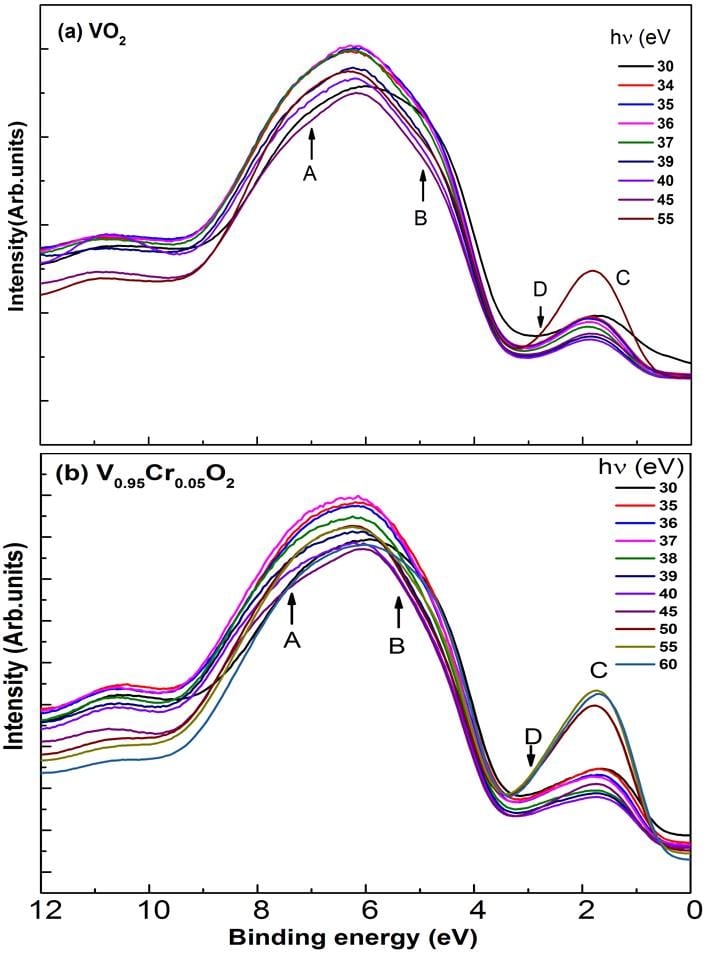 (a) VO₂
hν (eV
30
34
35
36
37
39
40
45
55
A
B
D
C
Intensity(Arb.units)
(b) V₀.₉₅Cr₀.₀₅O₂
hν (eV)
30
35
36
37
38
39
40
45
50
55
60
A
B
C
D
Intensity (Arb.units)
12 10 8 6 4 2 0
Binding energy (eV)